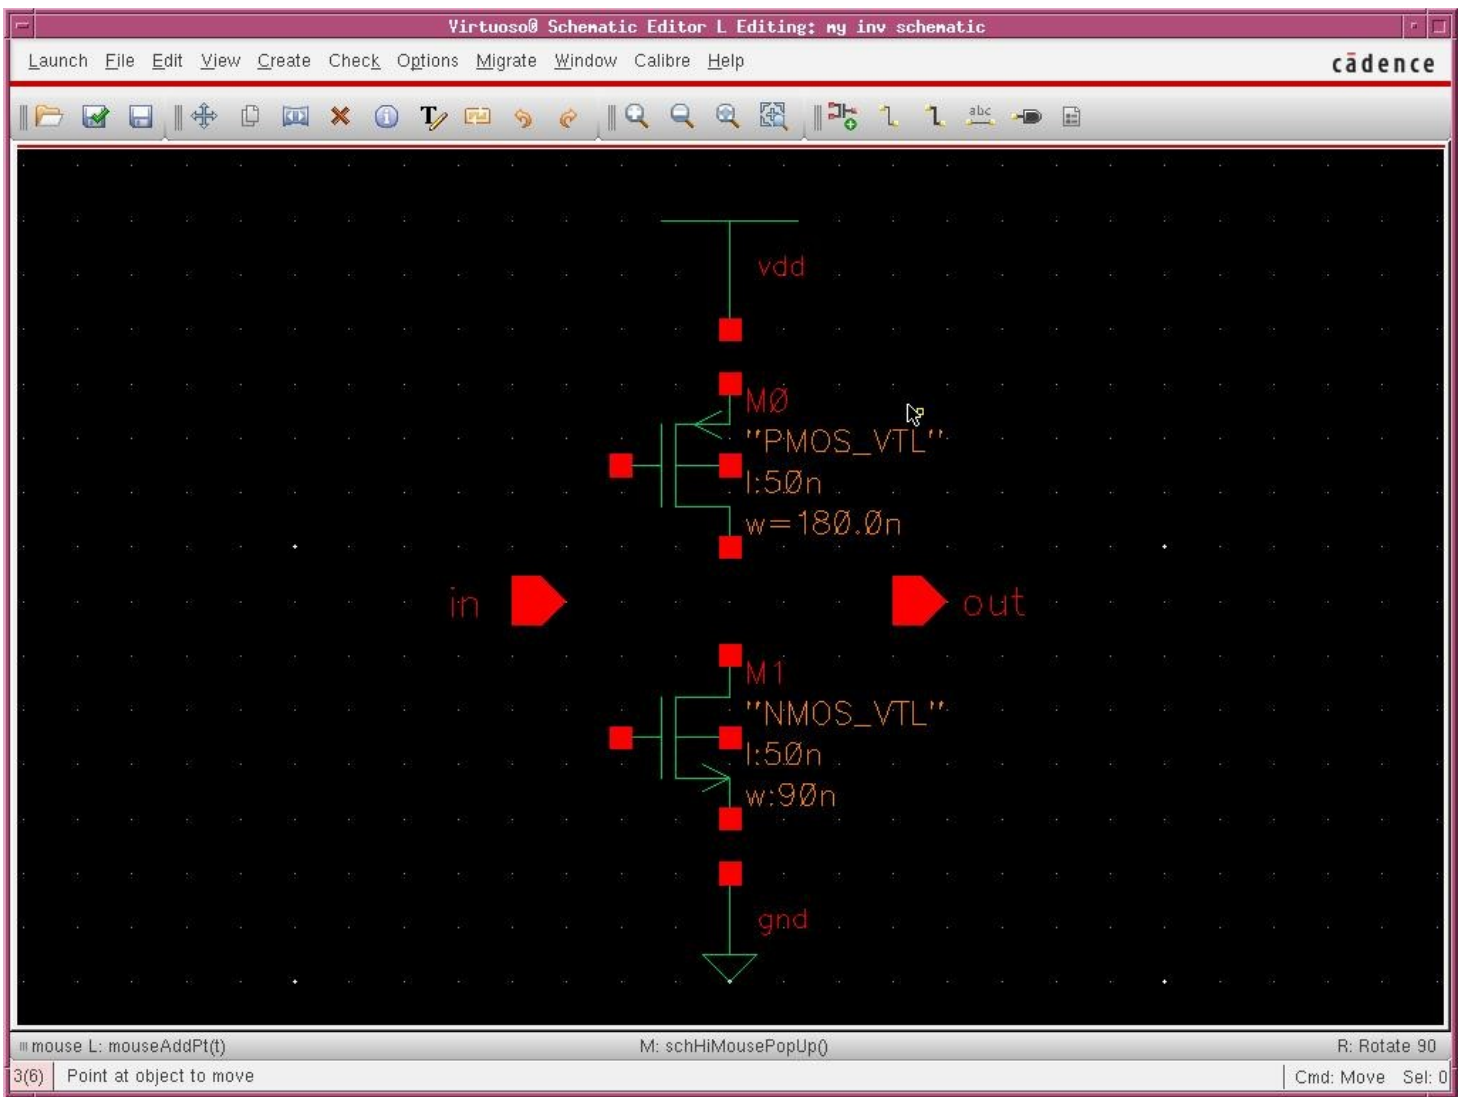 Virtuoso® Schematic Editor L Editing: my inv schematic
Launch File Edit View Create Check Options Migrate Window Calibre Help
cādence
abc
vdd
M0
"PMOS_VTL"
l:50n
w=180.0n
in
out
M1
"NMOS_VTL"
l:50n
w:90n
gnd
mouse L: mouseAddPt(t) M: schHiMousePopUp() R: Rotate 90
3(6) Point at object to move Cmd: Move Sel: 0